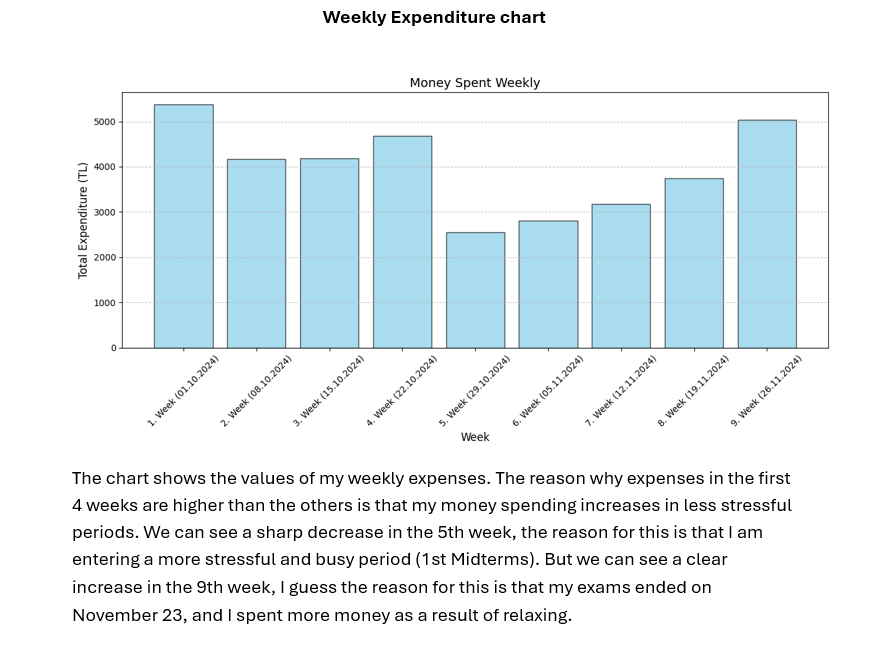 Weekly Expenditure chart
Money Spent Weekly
5000
4000
3000
2000
1000
0
Total Expenditure (TL)
1. Week (01.10.2024)
2. Week (08.10.2024)
3. Week (15.10.2024)
4. Week (22.10.2024)
5. Week (29.10.2024)
6. Week (05.11.2024)
7. Week (12.11.2024)
8. Week (19.11.2024)
9. Week (26.11.2024)
Week
The chart shows the values of my weekly expenses. The reason why expenses in the first
4 weeks are higher than the others is that my money spending increases in less stressful
periods. We can see a sharp decrease in the 5th week, the reason for this is that I am
entering a more stressful and busy period (1st Midterms). But we can see a clear
increase in the 9th week, I guess the reason for this is that my exams ended on
November 23, and I spent more money as a result of relaxing.